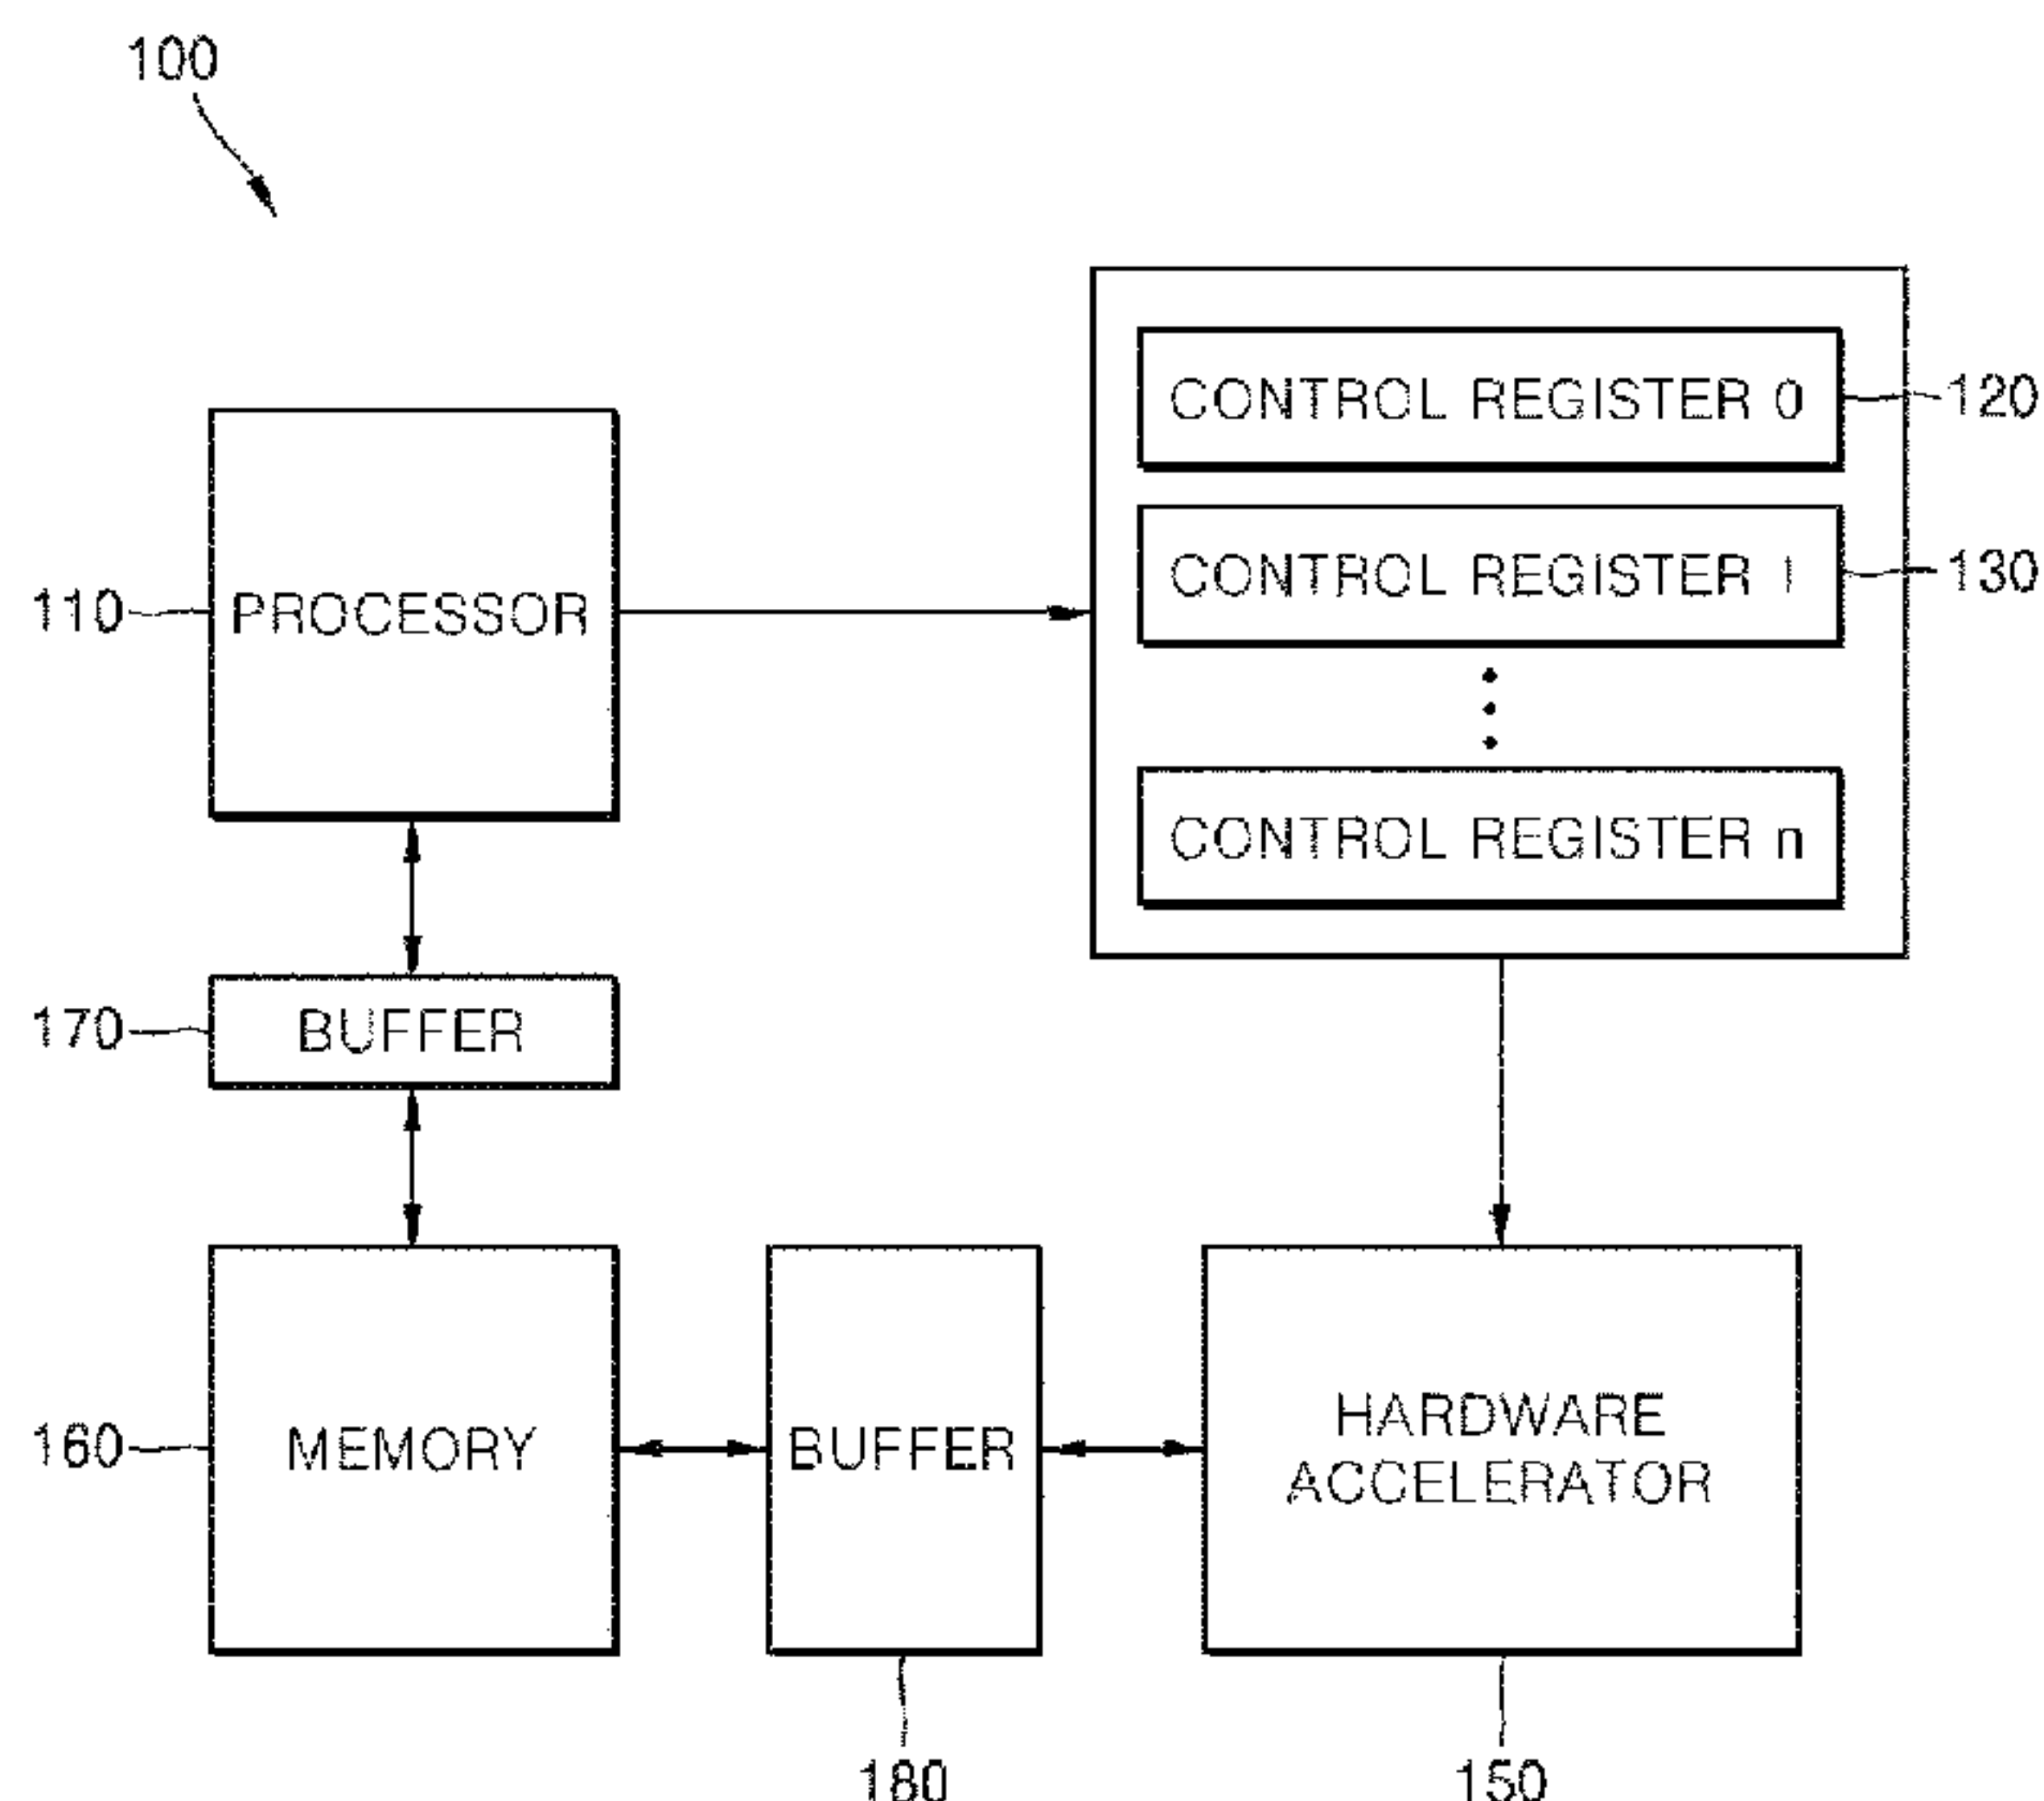 100
CONTROL REGISTER 0
120
CONTROL REGISTER 1
130
110
PROCESSOR
CONTROL REGISTER n
170
BUFFER
160
MEMORY
BUFFER
HARDWARE
ACCELERATOR
180
150